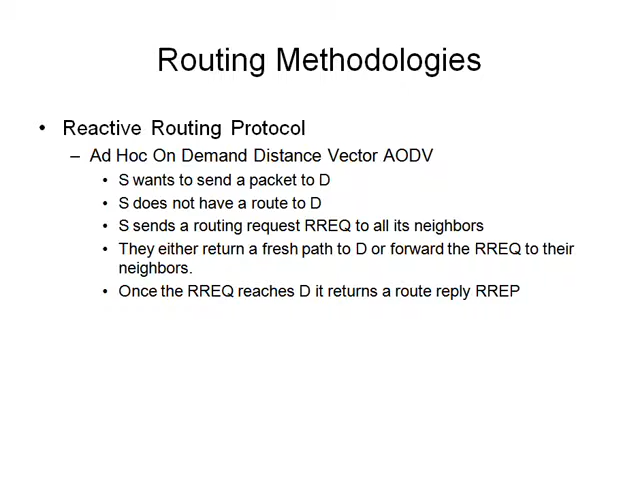 Routing Methodologies
• Reactive Routing Protocol
– Ad Hoc On Demand Distance Vector AODV
• S wants to send a packet to D
• S does not have a route to D
• S sends a routing request RREQ to all its neighbors
• They either return a fresh path to D or forward the RREQ to their
neighbors.
• Once the RREQ reaches D it returns a route reply RREP